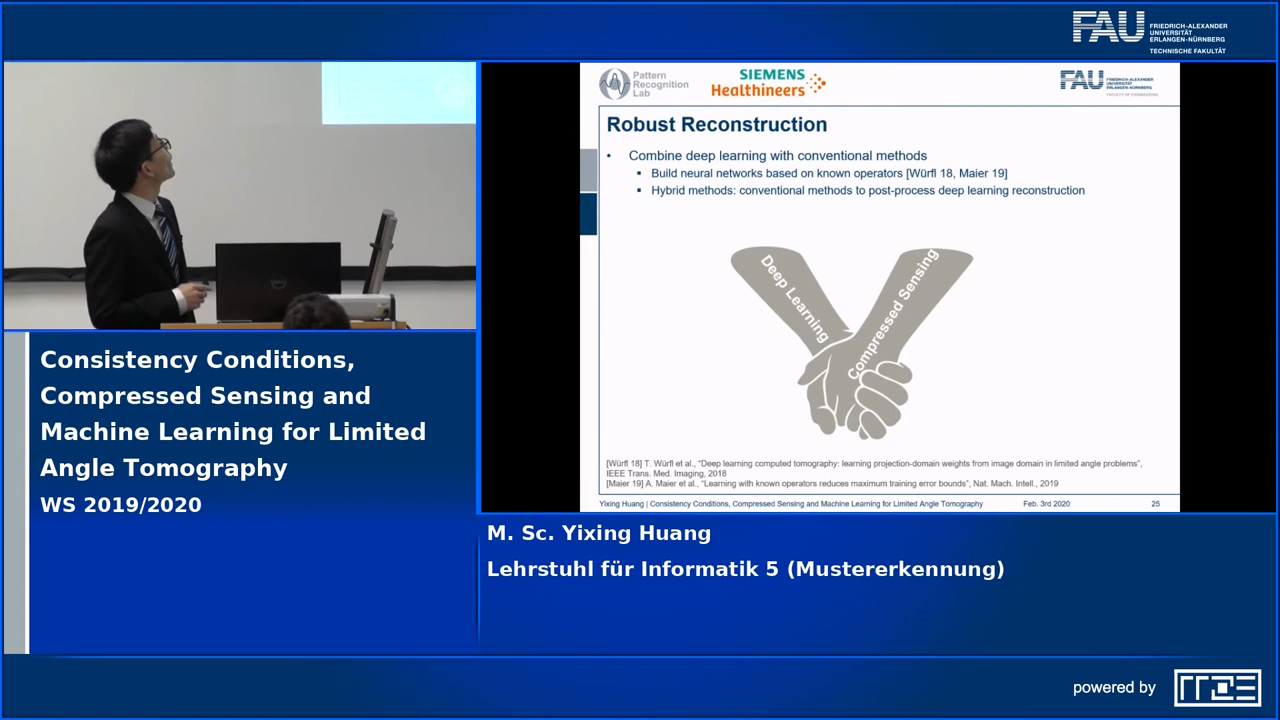 FAU
FRIEDRICH-ALEXANDER
UNIVERSITÄT
ERLANGEN-NÜRNBERG
TECHNISCHE FAKULTÄT
DELL
Pattern
Recognition
Lab
SIEMENS
Healthineers
FAU
FRIEDRICH-ALEXANDER
UNIVERSITÄT
ERLANGEN-NÜRNBERG
FACULTY OF ENGINEERING
Robust Reconstruction
• Combine deep learning with conventional methods
▪ Build neural networks based on known operators [Würfl 18, Maier 19]
▪ Hybrid methods: conventional methods to post-process deep learning reconstruction
Deep Learning
Compressed Sensing
[Würfl 18] T. Würfl et al., “Deep learning computed tomography: learning projection-domain weights from image domain in limited angle problems”,
IEEE Trans. Med. Imaging, 2018
[Maier 19] A. Maier et al., “Learning with known operators reduces maximum training error bounds”, Nat. Mach. Intell., 2019
Yixing Huang | Consistency Conditions, Compressed Sensing and Machine Learning for Limited Angle Tomography Feb. 3rd 2020 25
Consistency Conditions,
Compressed Sensing and
Machine Learning for Limited
Angle Tomography
WS 2019/2020
M. Sc. Yixing Huang
Lehrstuhl für Informatik 5 (Mustererkennung)
powered by
RRZE